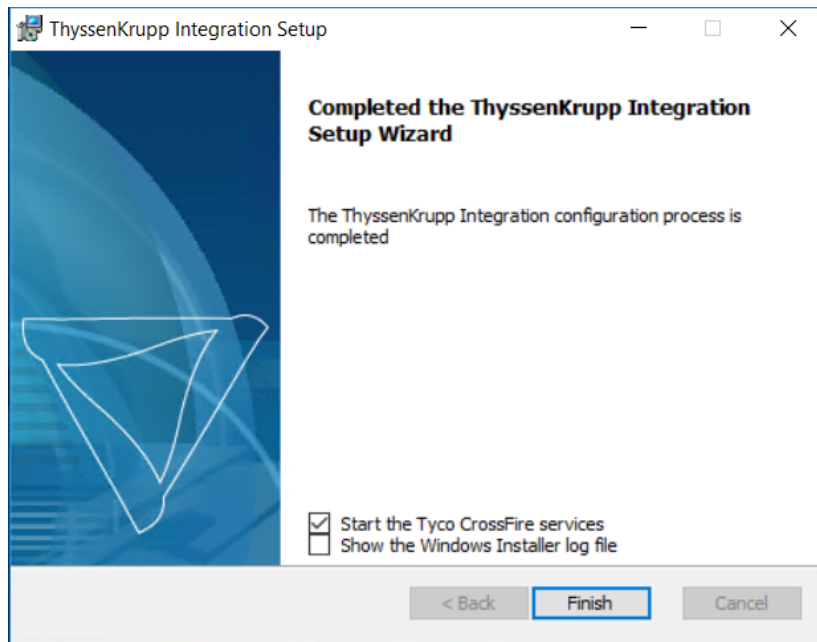 ThyssenKrupp Integration Setup
Completed the ThyssenKrupp Integration
Setup Wizard
The ThyssenKrupp Integration configuration process is
completed
Start the Tyco CrossFire services
Show the Windows Installer log file
< Back
Finish
Cancel